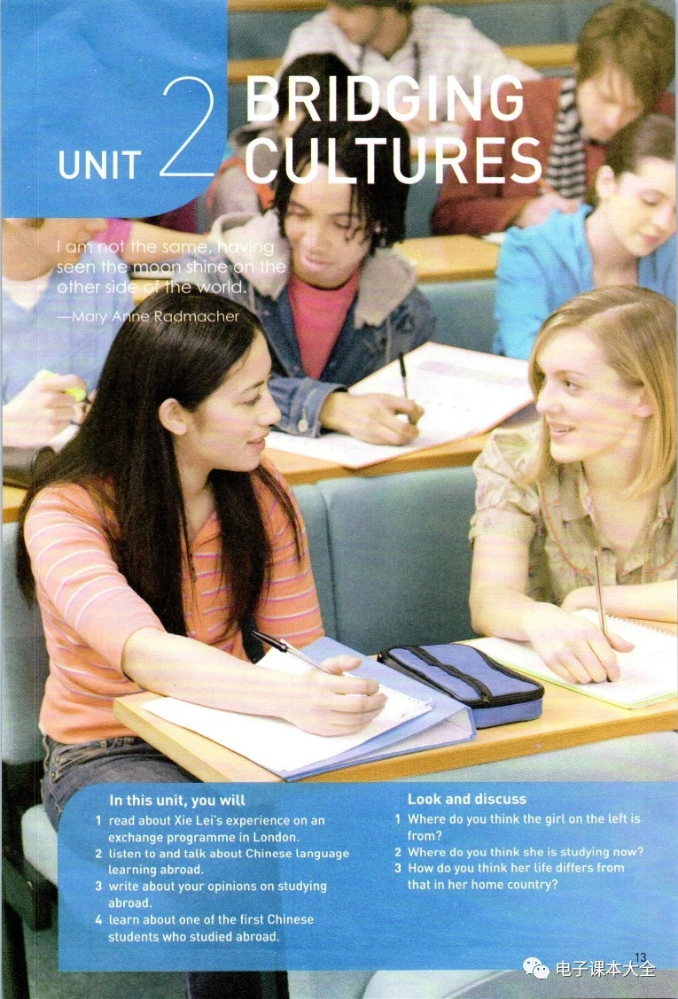 UNIT 2
BRIDGING
CULTURES
I am not the same, having
seen the moon shine on the
other side of the world.
—Mary Anne Radmacher
In this unit, you will
1 read about Xie Lei's experience on an
exchange programme in London.
2 listen to and talk about Chinese language
learning abroad.
3 write about your opinions on studying
abroad.
4 learn about one of the first Chinese
students who studied abroad.
Look and discuss
1 Where do you think the girl on the left is
from?
2 Where do you think she is studying now?
3 How do you think her life differs from
that in her home country?
13
电子课本大全